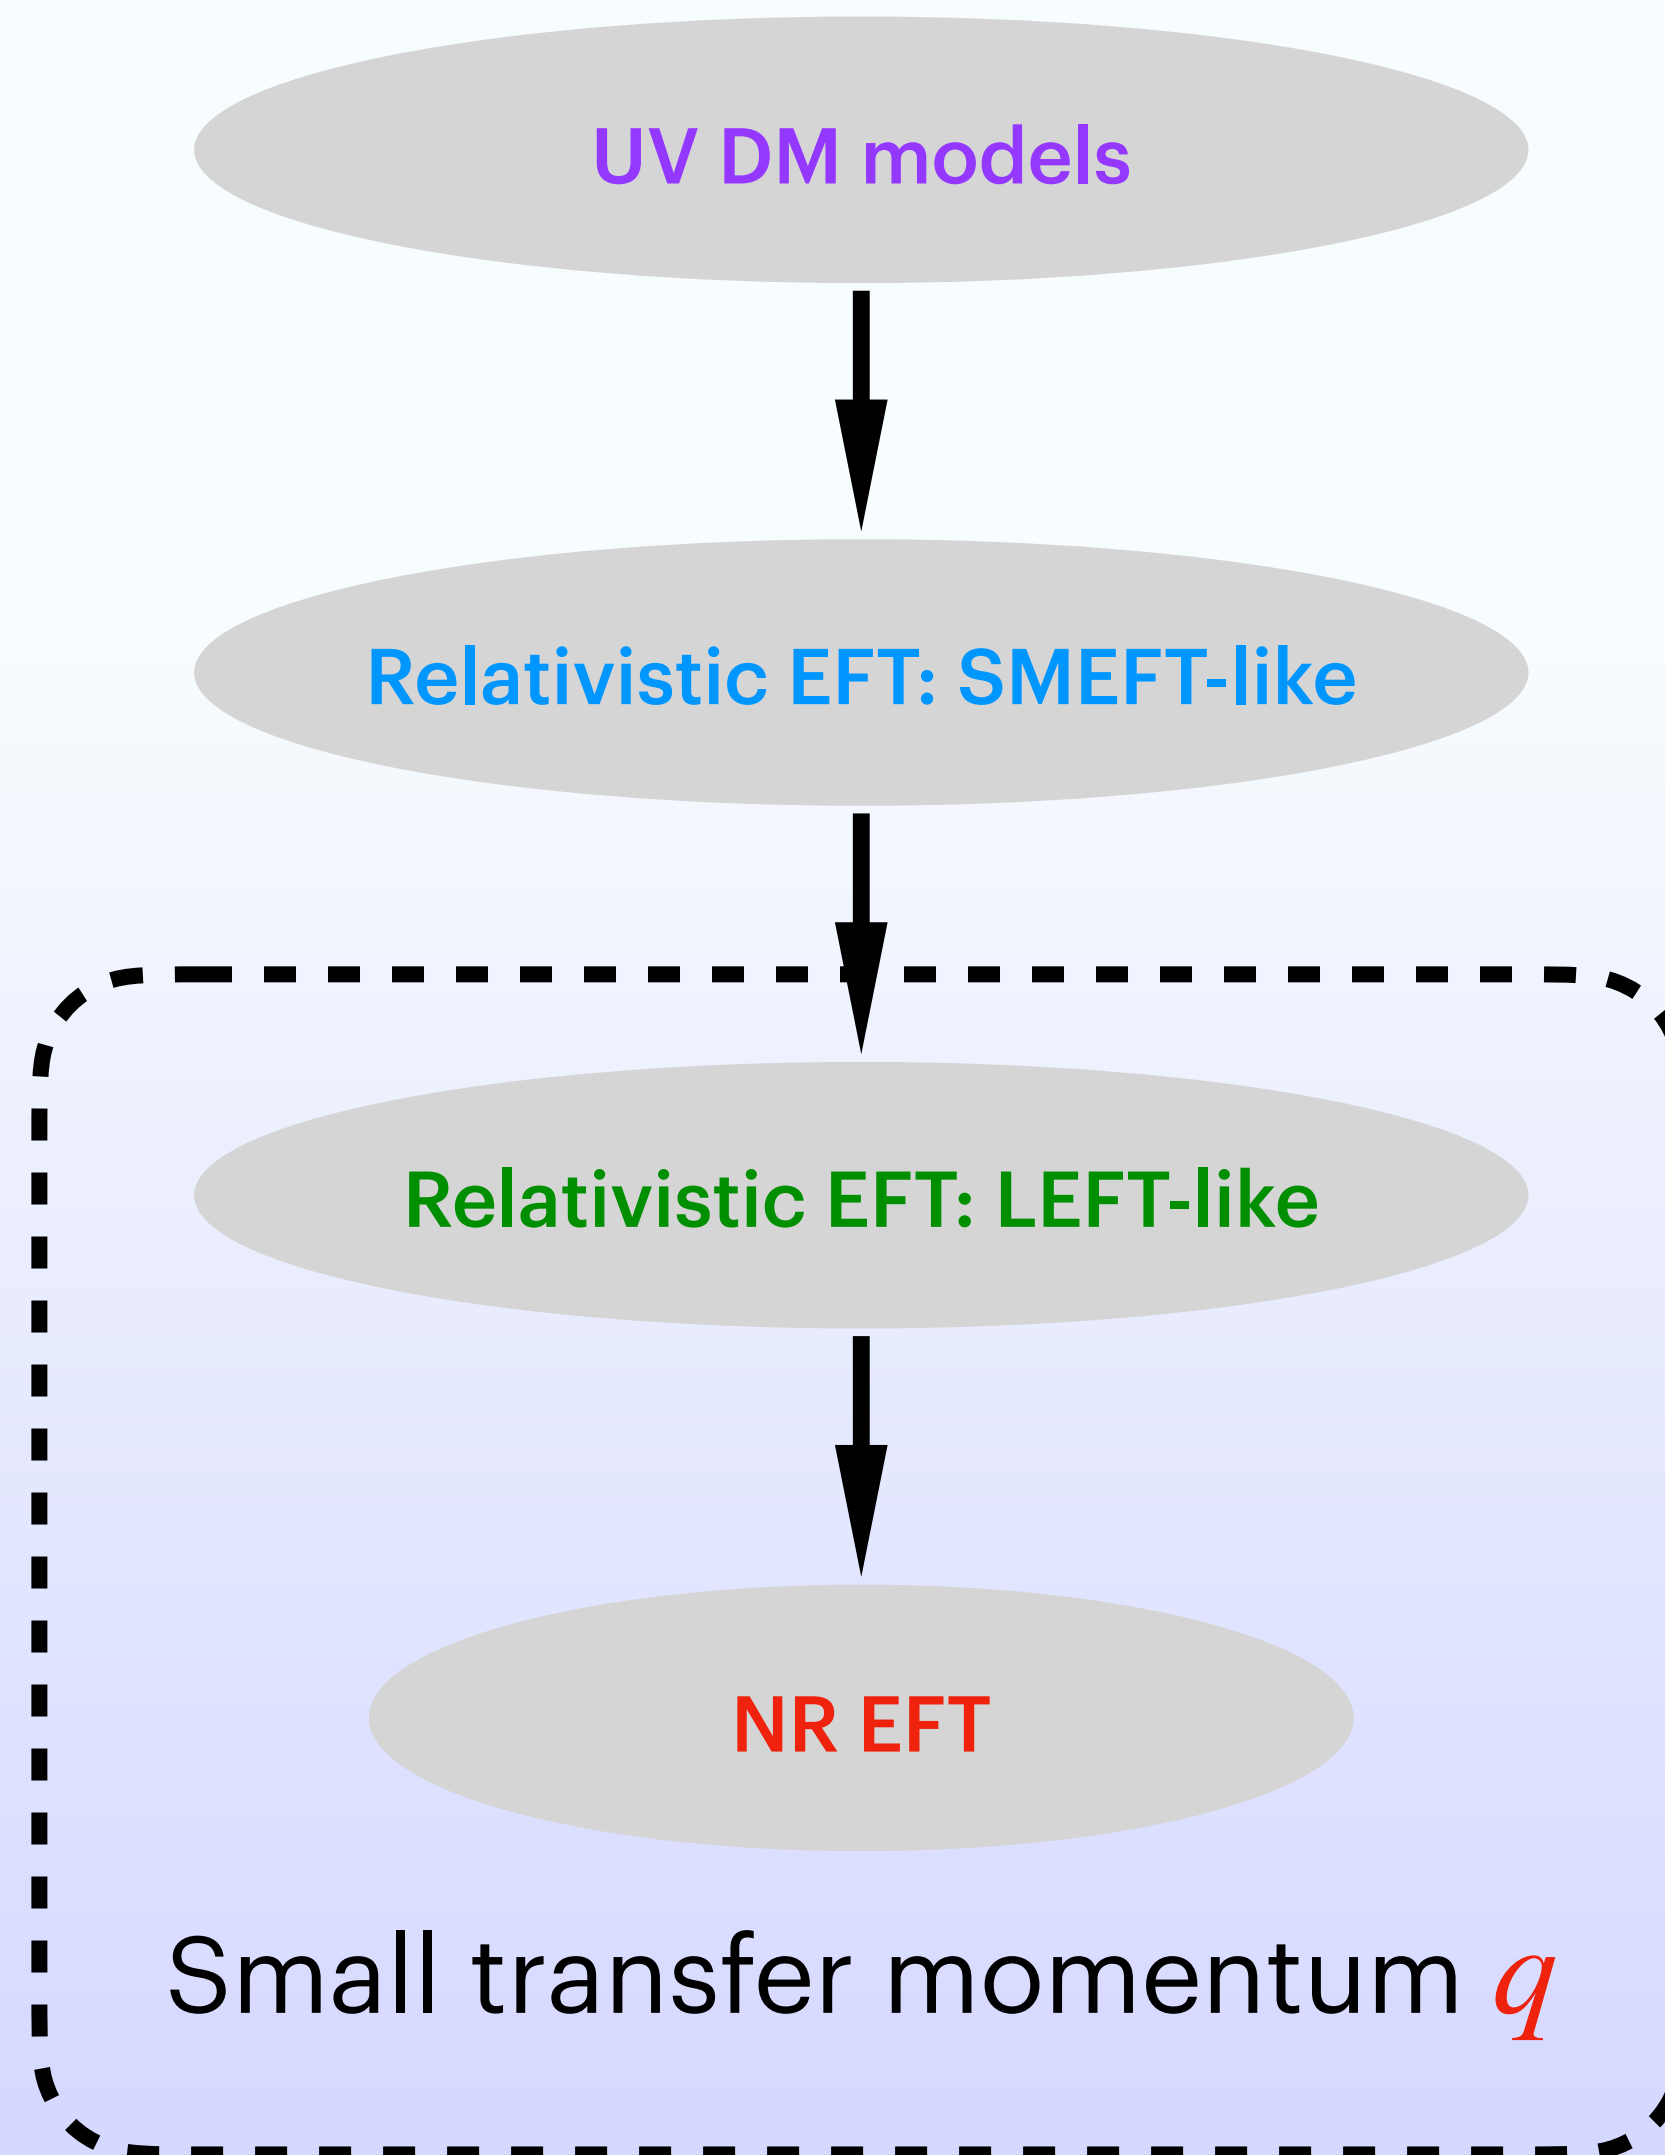 UV DM models
Relativistic EFT: SMEFT-like
Relativistic EFT: LEFT-like
NR EFT
Small transfer momentum q